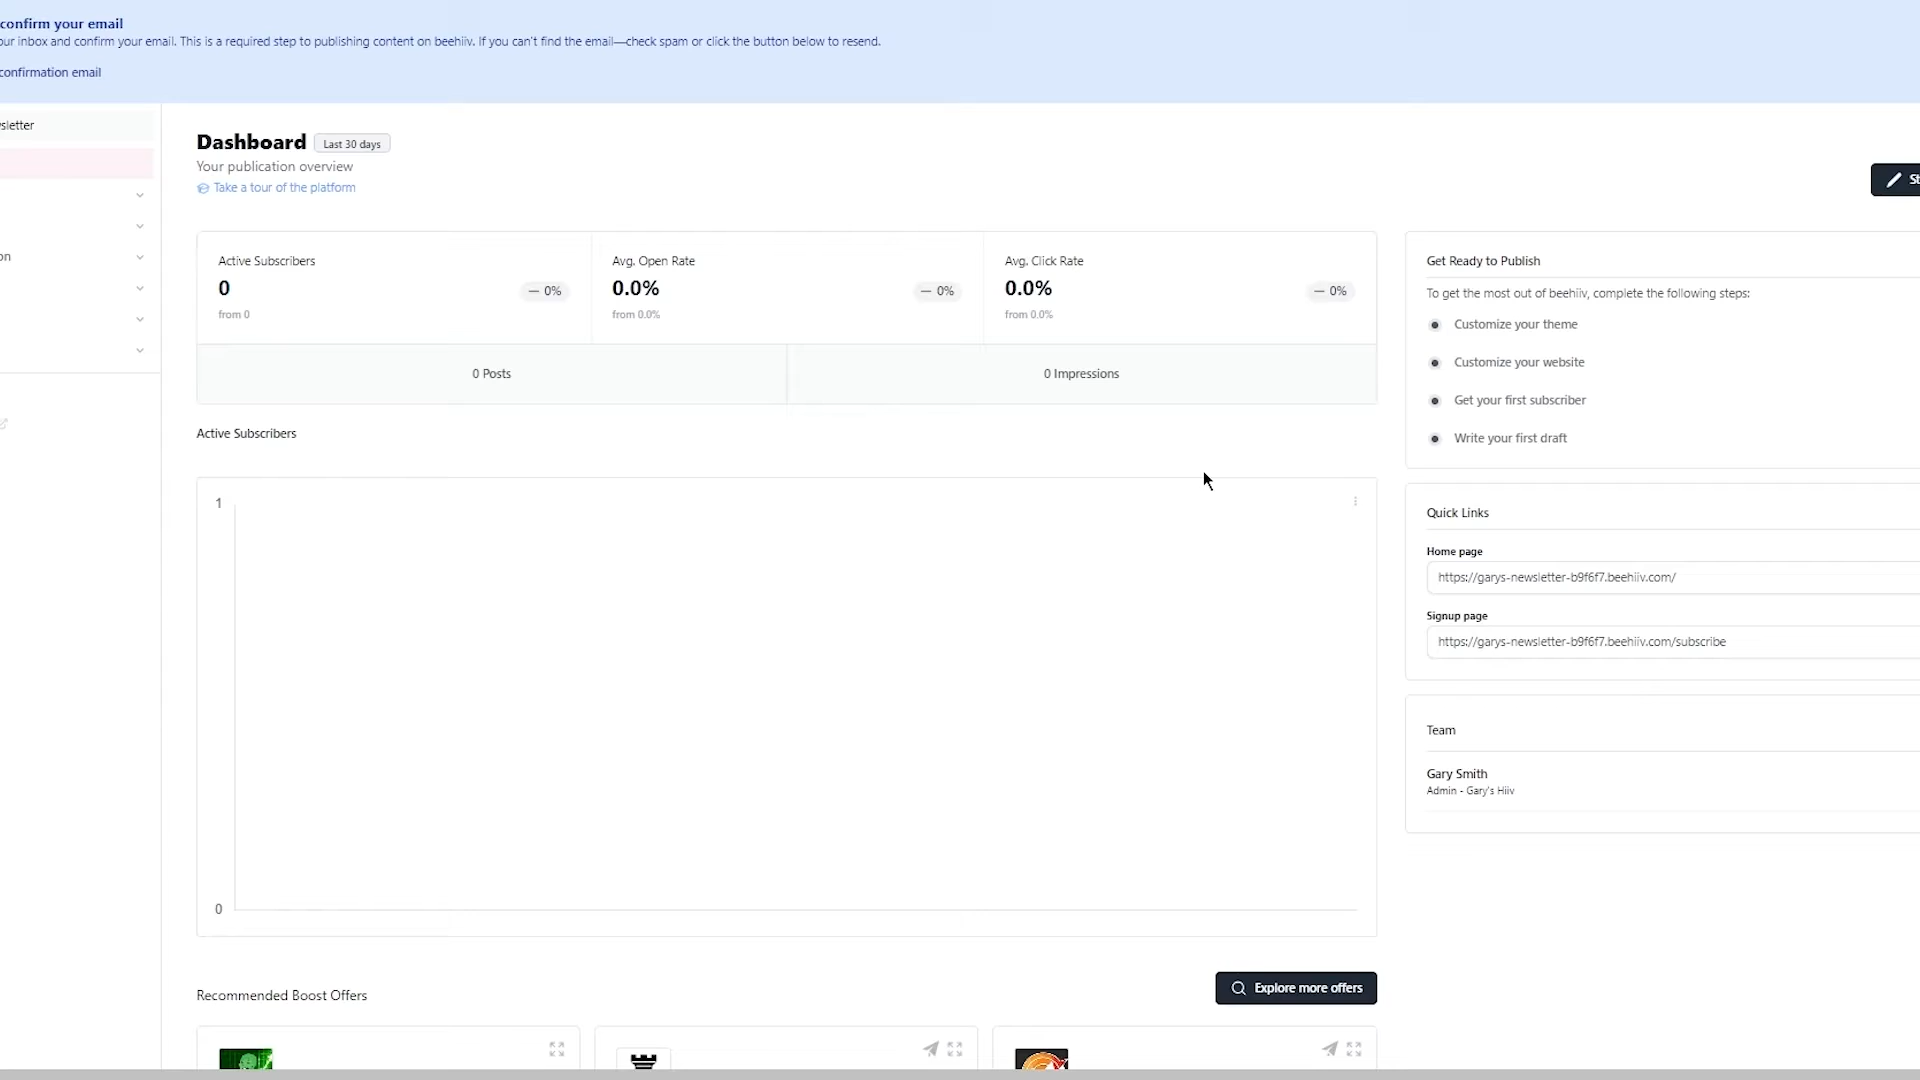 confirm your email
our inbox and confirm your email. This is a required step to publishing content on beehiiv. If you can't find the email—check spam or click the button below to resend.
confirmation email
sletter
on
Dashboard Last 30 days
Your publication overview
Take a tour of the platform
St
Active Subscribers
0
— 0%
from 0
Avg. Open Rate
0.0%
— 0%
from 0.0%
Avg. Click Rate
0.0%
— 0%
from 0.0%
0 Posts
0 Impressions
Active Subscribers
1
0
Get Ready to Publish
To get the most out of beehiiv, complete the following steps:
Customize your theme
Customize your website
Get your first subscriber
Write your first draft
Quick Links
Home page
https://garys-newsletter-b9f6f7.beehiiv.com/
Signup page
https://garys-newsletter-b9f6f7.beehiiv.com/subscribe
Team
Gary Smith
Admin - Gary's Hiiv
Recommended Boost Offers
Explore more offers